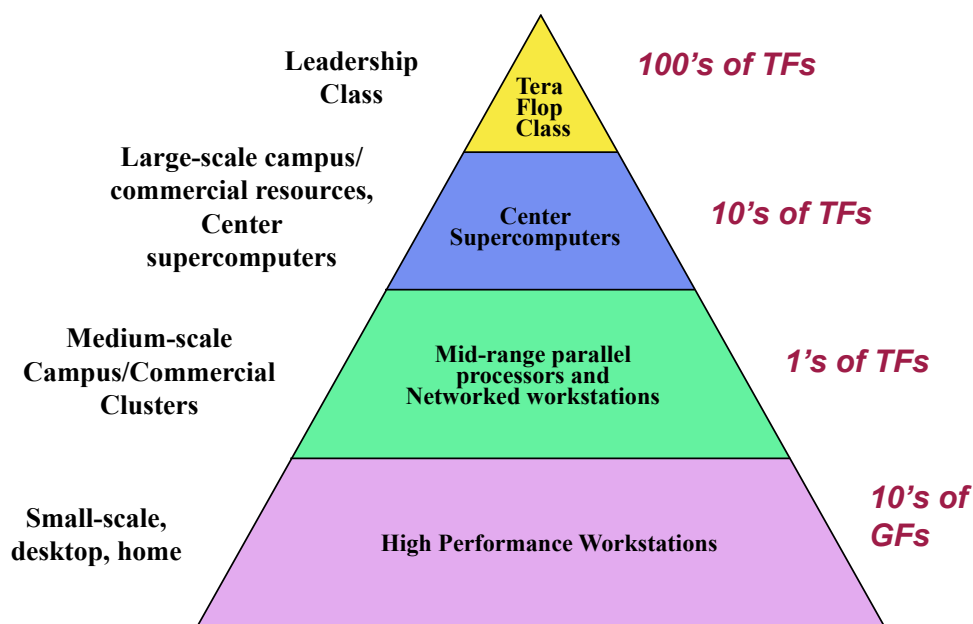 Leadership
Class
Tera
Flop
Class
100's of TFs
Large-scale campus/
commercial resources,
Center
supercomputers
Center
Supercomputers
10's of TFs
Medium-scale
Campus/Commercial
Clusters
Mid-range parallel
processors and
Networked workstations
1's of TFs
Small-scale,
desktop, home
High Performance Workstations
10's of
GFs